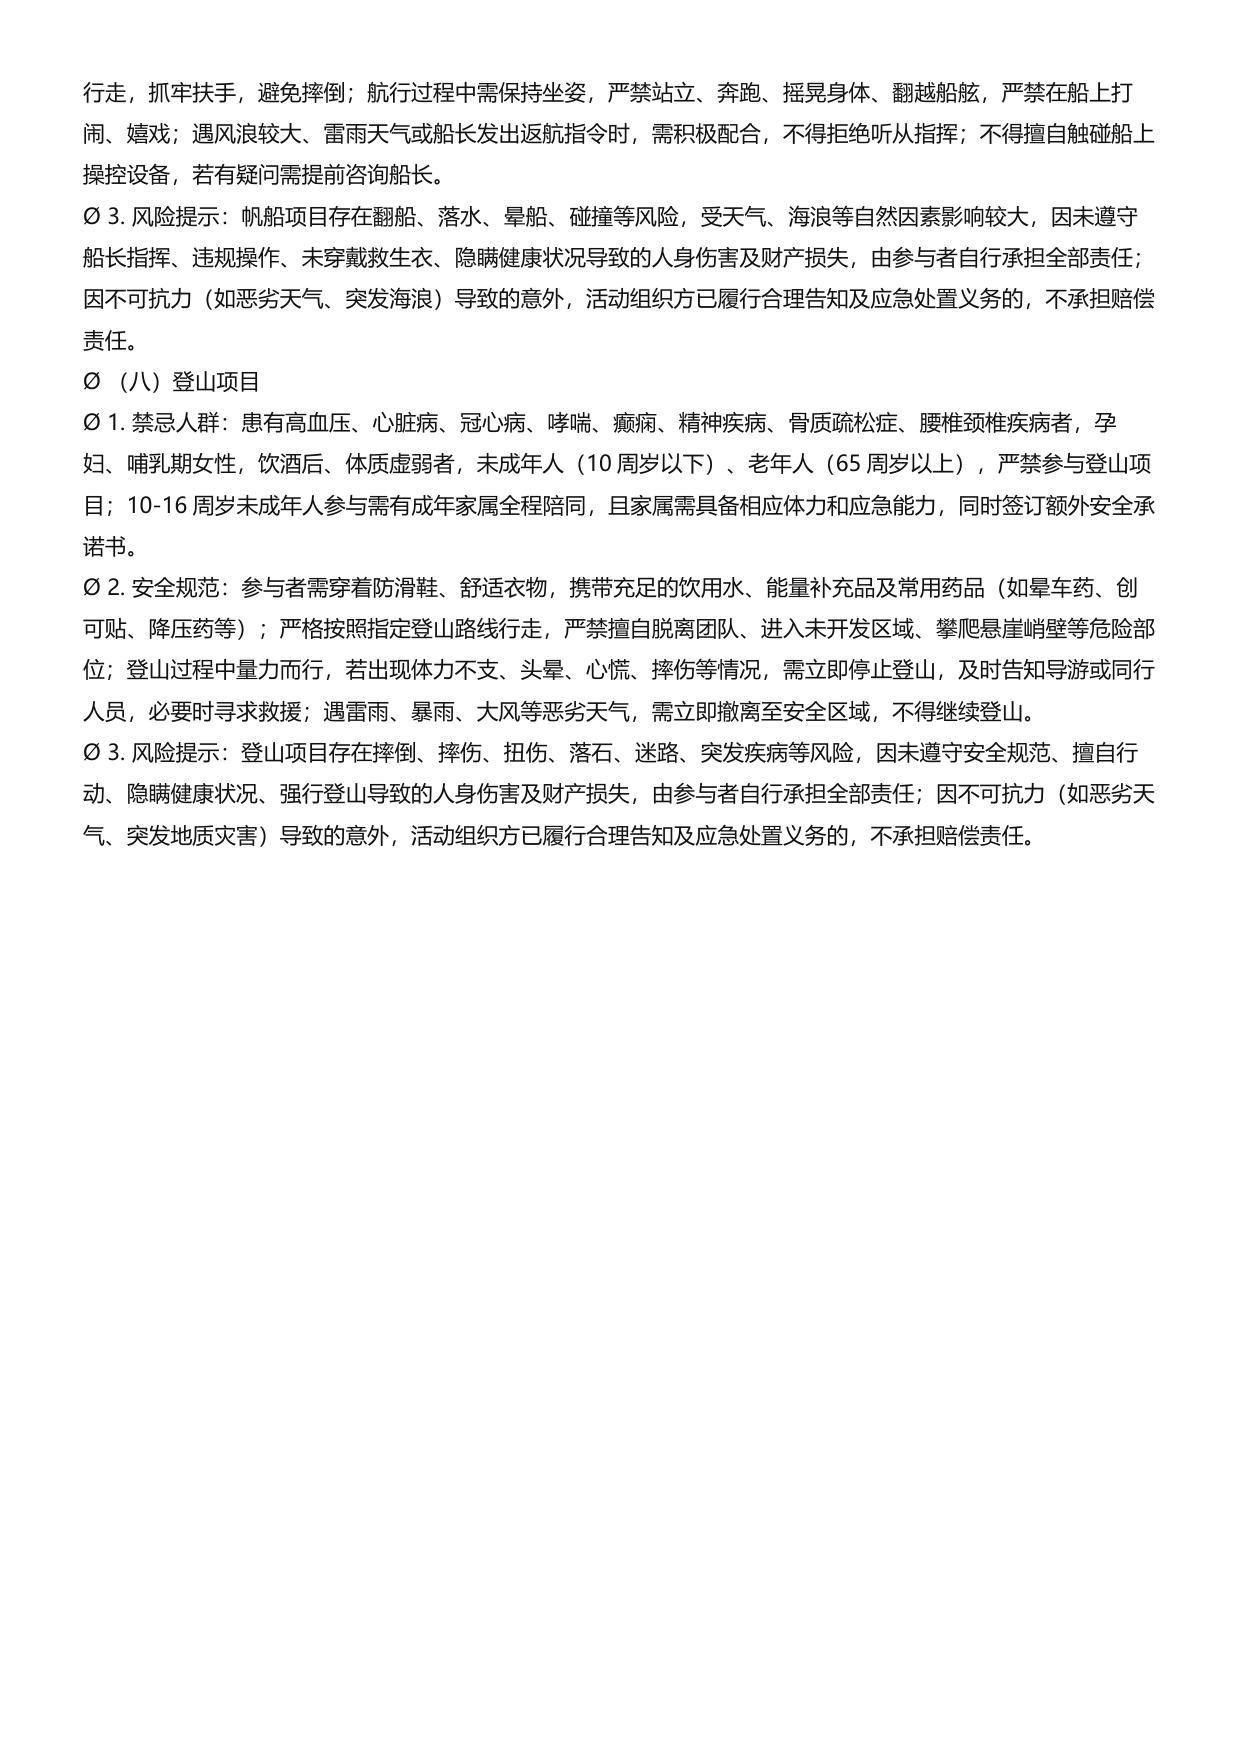 行走，抓牢扶手，避免摔倒；航行过程中需保持坐姿，严禁站立、奔跑、摇晃身体、翻越船舷，严禁在船上打
闹、嬉戏；遇风浪较大、雷雨天气或船长发出返航指令时，需积极配合，不得拒绝听从指挥；不得擅自触碰船上
操控设备，若有疑问需提前咨询船长。
Ø 3. 风险提示：帆船项目存在翻船、落水、晕船、碰撞等风险，受天气、海浪等自然因素影响较大，因未遵守
船长指挥、违规操作、未穿戴救生衣、隐瞒健康状况导致的人身伤害及财产损失，由参与者自行承担全部责任；
因不可抗力（如恶劣天气、突发海浪）导致的意外，活动组织方已履行合理告知及应急处置义务的，不承担赔偿
责任。
Ø （八）登山项目
Ø 1. 禁忌人群：患有高血压、心脏病、冠心病、哮喘、癫痫、精神疾病、骨质疏松症、腰椎颈椎疾病者，孕
妇、哺乳期女性，饮酒后、体质虚弱者，未成年人（10 周岁以下）、老年人（65 周岁以上），严禁参与登山项
目；10-16 周岁未成年人参与需有成年家属全程陪同，且家属需具备相应体力和应急能力，同时签订额外安全承
诺书。
Ø 2. 安全规范：参与者需穿着防滑鞋、舒适衣物，携带充足的饮用水、能量补充品及常用药品（如晕车药、创
可贴、降压药等）；严格按照指定登山路线行走，严禁擅自脱离团队、进入未开发区域、攀爬悬崖峭壁等危险部
位；登山过程中量力而行，若出现体力不支、头晕、心慌、摔伤等情况，需立即停止登山，及时告知导游或同行
人员，必要时寻求救援；遇雷雨、暴雨、大风等恶劣天气，需立即撤离至安全区域，不得继续登山。
Ø 3. 风险提示：登山项目存在摔倒、摔伤、扭伤、落石、迷路、突发疾病等风险，因未遵守安全规范、擅自行
动、隐瞒健康状况、强行登山导致的人身伤害及财产损失，由参与者自行承担全部责任；因不可抗力（如恶劣天
气、突发地质灾害）导致的意外，活动组织方已履行合理告知及应急处置义务的，不承担赔偿责任。